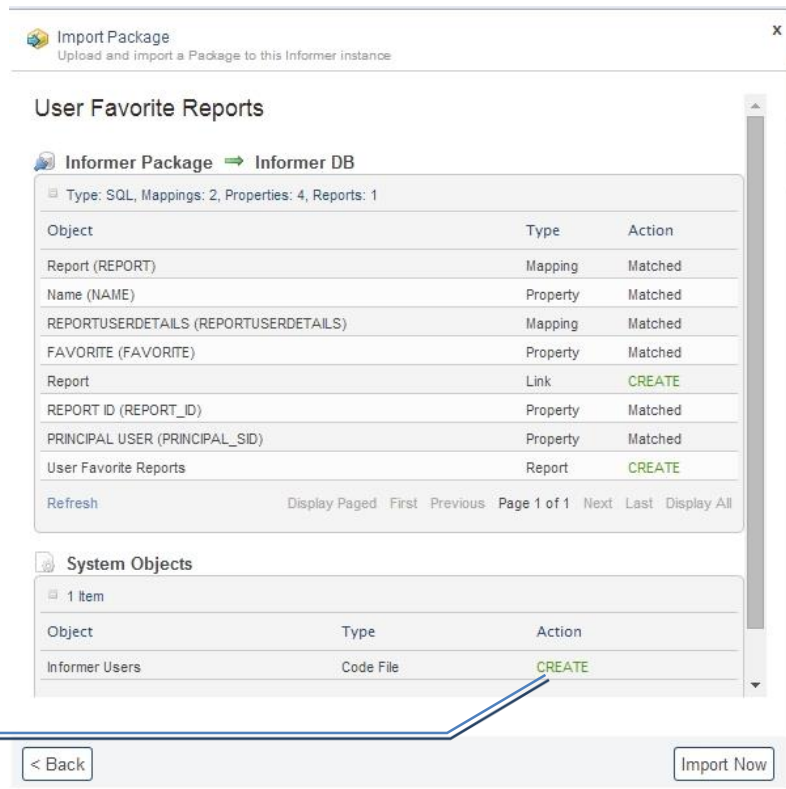 Import Package x
Upload and import a Package to this Informer instance
User Favorite Reports
Informer Package Informer DB
Type: SQL, Mappings: 2, Properties: 4, Reports: 1
Object Type Action
Report (REPORT) Mapping Matched
Name (NAME) Property Matched
REPORTUSERDETAILS (REPORTUSERDETAILS) Mapping Matched
FAVORITE (FAVORITE) Property Matched
Report Link CREATE
REPORT ID (REPORT_ID) Property Matched
PRINCIPAL USER (PRINCIPAL_SID) Property Matched
User Favorite Reports Report CREATE
Refresh Display Paged First Previous Page 1 of 1 Next Last Display All
System Objects
1 Item
Object Type Action
Informer Users Code File CREATE
< Back Import Now